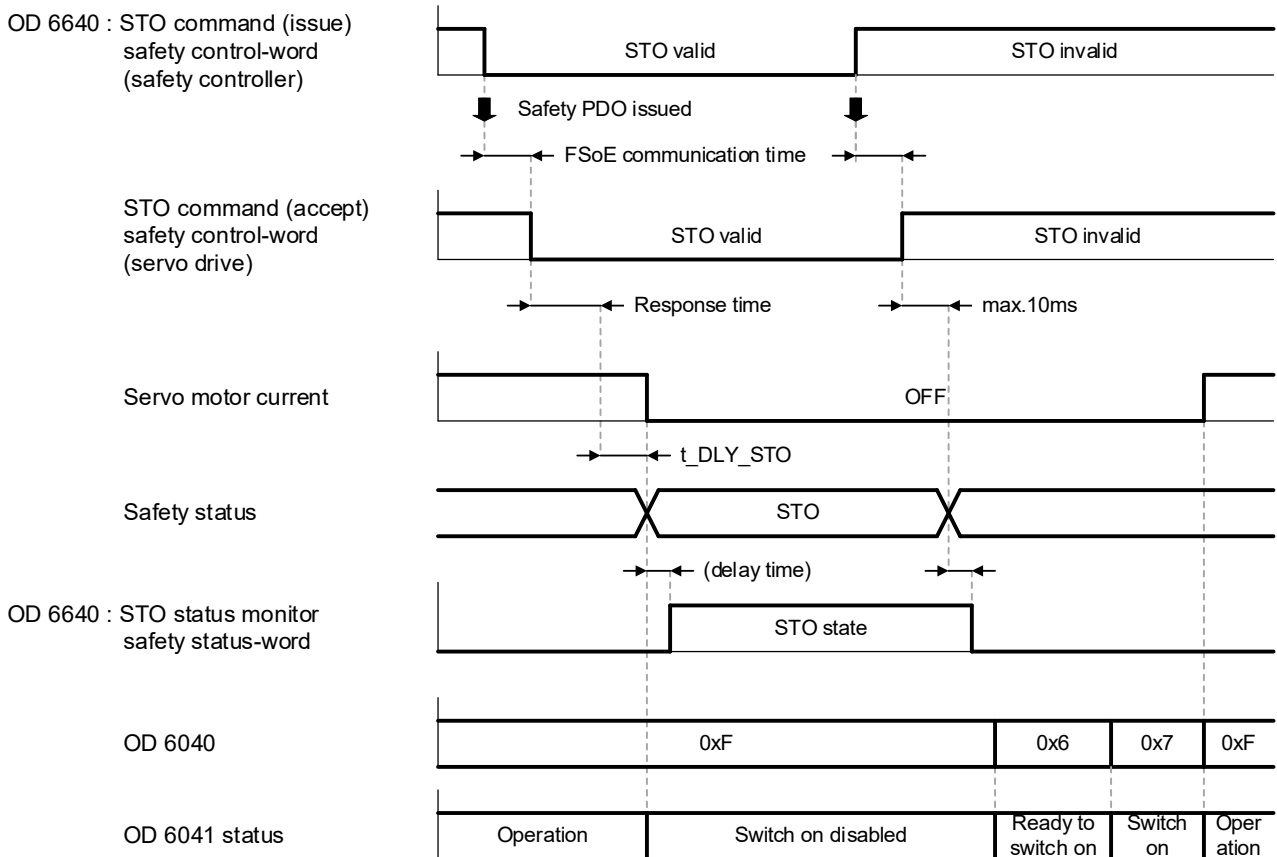 OD 6640 : STO command (issue)
safety control-word
(safety controller)
STO valid
STO invalid
Safety PDO issued
FSoE communication time
STO command (accept)
safety control-word
(servo drive)
STO valid
STO invalid
Response time
max.10ms
Servo motor current
OFF
t_DLY_STO
Safety status
STO
(delay time)
OD 6640 : STO status monitor
safety status-word
STO state
OD 6040
0xF
0x6
0x7
0xF
OD 6041 status
Operation
Switch on disabled
Ready to
switch on
Switch
on
Oper
ation